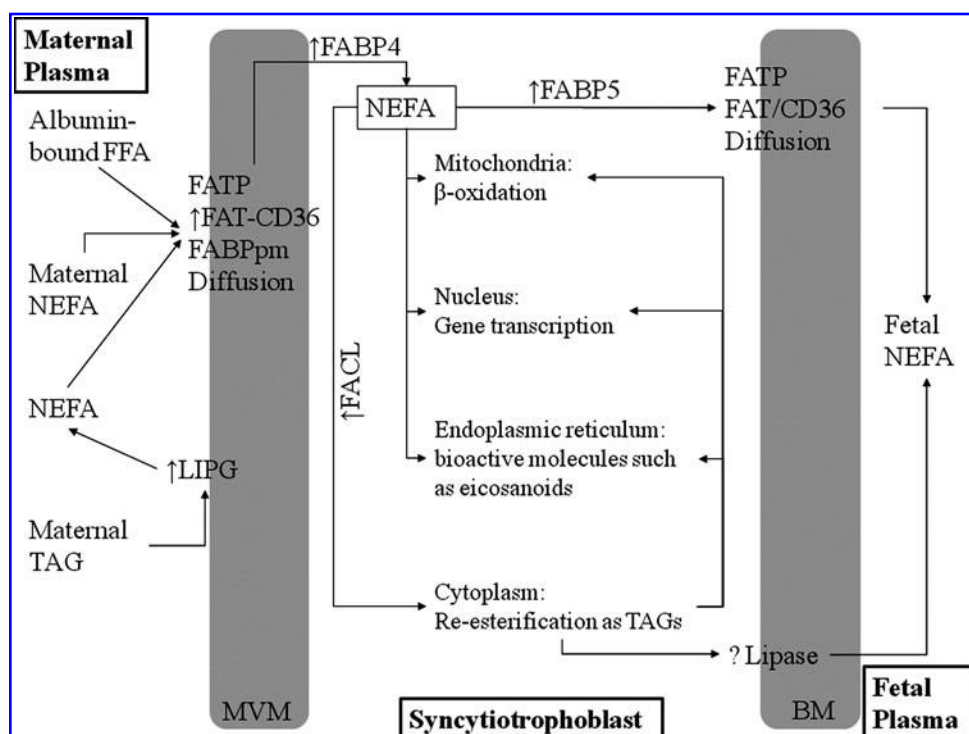 Maternal
Plasma
Albumin-
bound FFA
Maternal
NEFA
NEFA
↑LIPG
Maternal
TAG
FATP
↑FAT-CD36
FABPpm
Diffusion
MVM
↑FABP4
NEFA
↑FABP5
↑FACL
Mitochondria:
β-oxidation
Nucleus:
Gene transcription
Endoplasmic reticulum:
bioactive molecules such
as eicosanoids
Cytoplasm:
Re-esterification as TAGs
? Lipase
Syncytiotrophoblast
FATP
FAT/CD36
Diffusion
BM
Fetal
NEFA
Fetal
Plasma